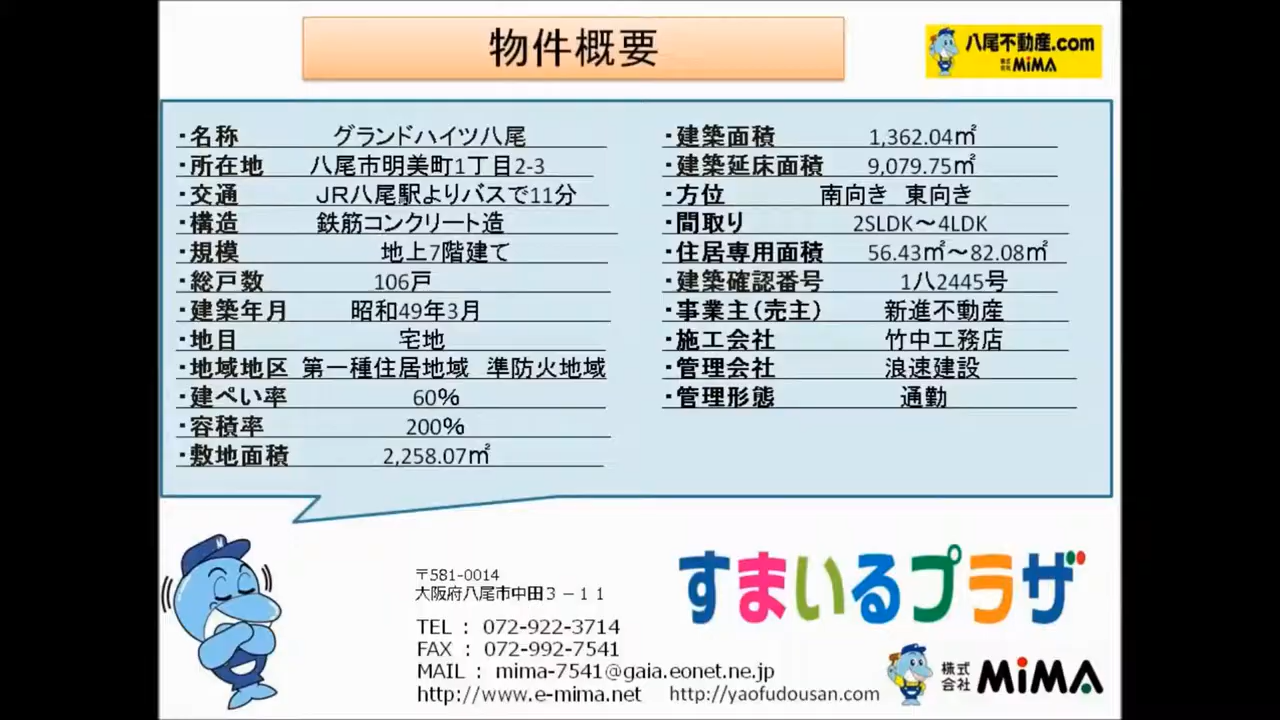 物件概要
八尾不動産.com
株式会社 MiMA
・名称 グランドハイツ八尾
・所在地 八尾市明美町1丁目2-3
・交通 JR八尾駅よりバスで11分
・構造 鉄筋コンクリート造
・規模 地上7階建て
・総戸数 106戸
・建築年月 昭和49年3月
・地目 宅地
・地域地区 第一種住居地域 準防火地域
・建ぺい率 60%
・容積率 200%
・敷地面積 2,258.07㎡
・建築面積 1,362.04㎡
・建築延床面積 9,079.75㎡
・方位 南向き 東向き
・間取り 2SLDK～4LDK
・住居専用面積 56.43㎡～82.08㎡
・建築確認番号 1八2445号
・事業主（売主） 新進不動産
・施工会社 竹中工務店
・管理会社 浪速建設
・管理形態 通勤
〒581-0014
大阪府八尾市中田３－１１
TEL ： 072-922-3714
FAX ： 072-992-7541
MAIL ： mima-7541@gaia.eonet.ne.jp
http://www.e-mima.net http://yaofudousan.com
すまいるプラザ
株式会社 MiMA